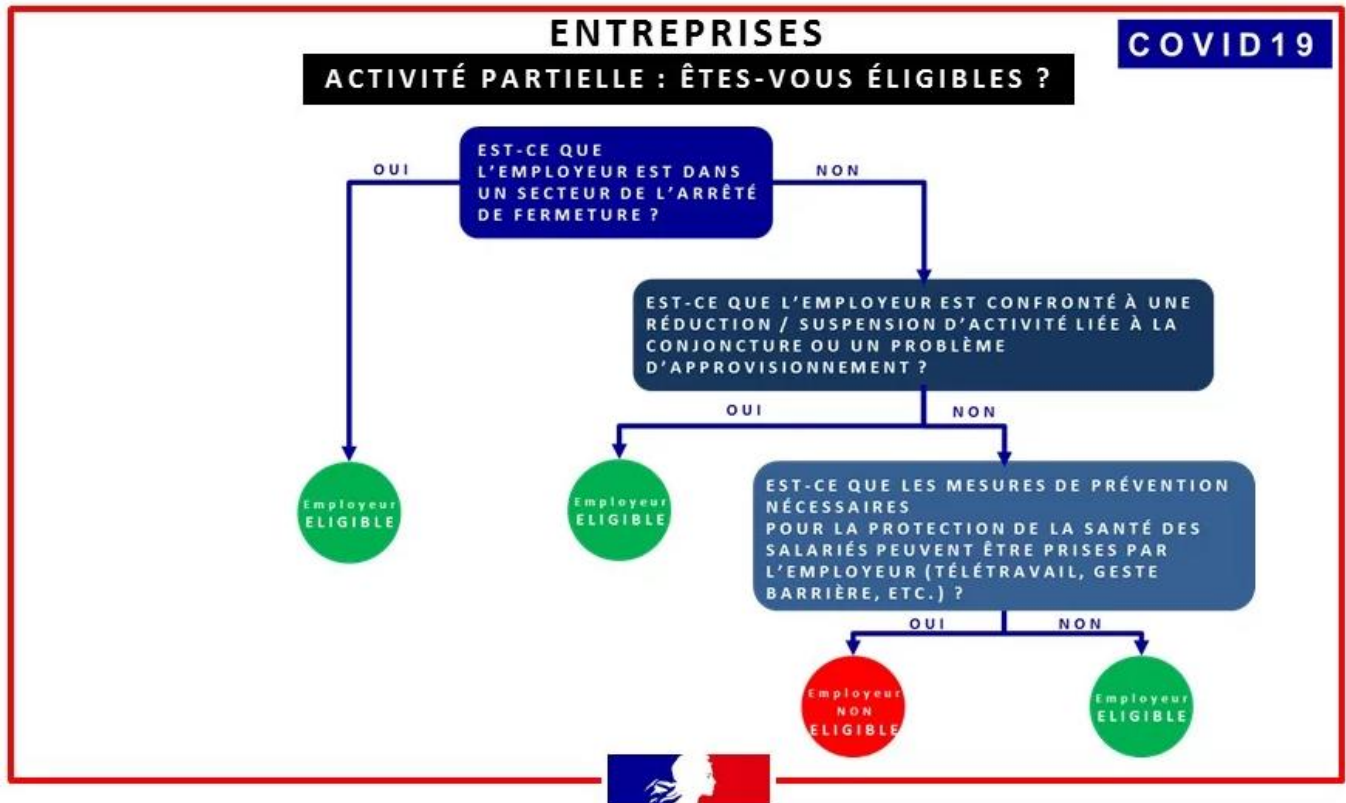 ENTREPRISES
COVID19
ACTIVITÉ PARTIELLE : ÊTES-VOUS ÉLIGIBLES ?
EST-CE QUE
L'EMPLOYEUR EST DANS
UN SECTEUR DE L'ARRÊTÉ
DE FERMETURE ?
OUI
NON
EST-CE QUE L'EMPLOYEUR EST CONFRONTÉ À UNE
RÉDUCTION / SUSPENSION D'ACTIVITÉ LIÉE À LA
CONJONCTURE OU UN PROBLÈME
D'APPROVISIONNEMENT ?
OUI
NON
Employeur
ELIGIBLE
Employeur
ELIGIBLE
EST-CE QUE LES MESURES DE PRÉVENTION
NÉCESSAIRES
POUR LA PROTECTION DE LA SANTÉ DES
SALARIÉS PEUVENT ÊTRE PRISES PAR
L'EMPLOYEUR (TÉLÉTRAVAIL, GESTE
BARRIÈRE, ETC.) ?
OUI
NON
Employeur
NON
ELIGIBLE
Employeur
ELIGIBLE